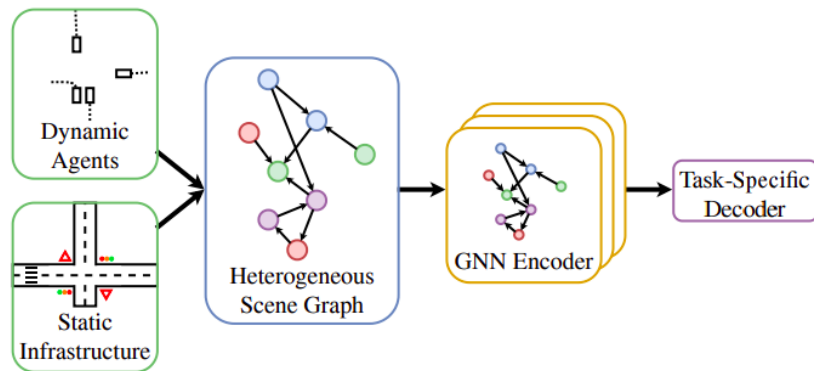 Dynamic
Agents
Static
Infrastructure
Heterogeneous
Scene Graph
GNN Encoder
Task-Specific
Decoder